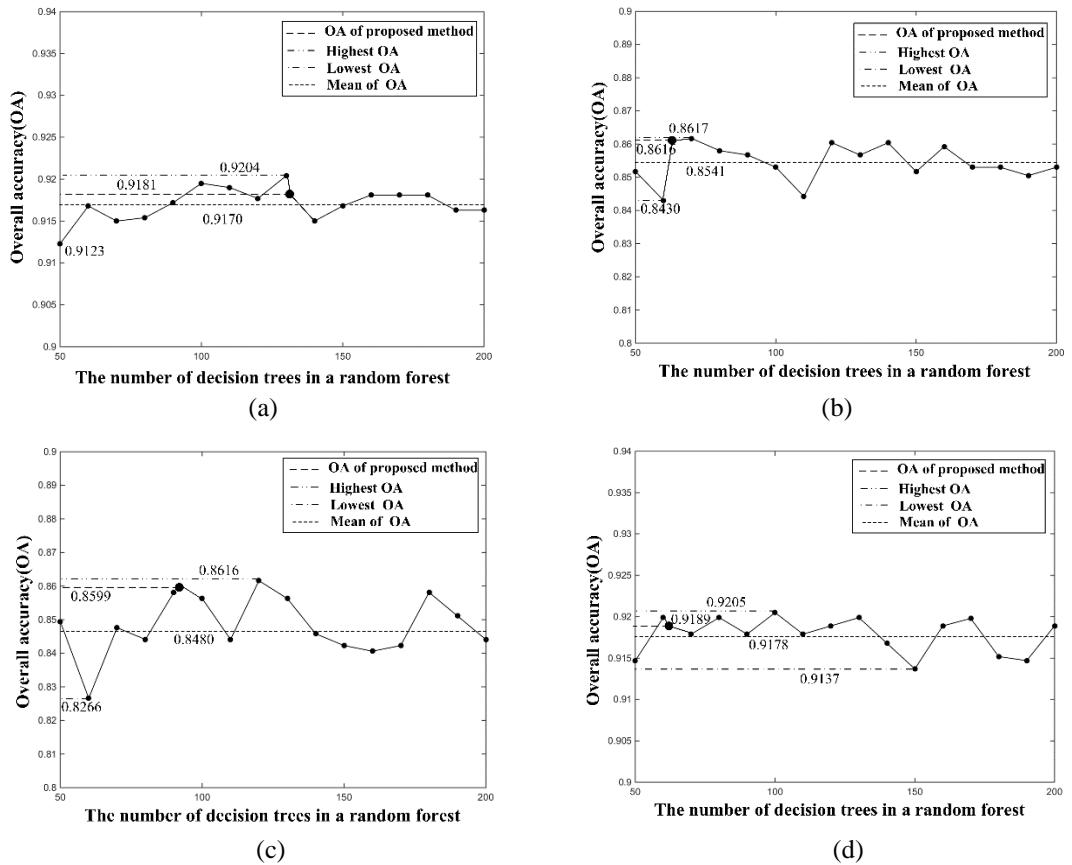 0.94
0.935
0.93
0.925
0.92
0.915
0.91
0.905
0.9
Overall accuracy(OA)
OA of proposed method
Highest OA
Lowest OA
Mean of OA
0.9204
0.9181
0.9170
0.9123
50
100
150
200
The number of decision trees in a random forest
(a)
0.9
0.89
0.88
0.87
0.86
0.85
0.84
0.83
0.82
0.81
0.8
Overall accuracy(OA)
OA of proposed method
Highest OA
Lowest OA
Mean of OA
0.8617
0.8616
0.8541
0.8430
50
100
150
200
The number of decision trees in a random forest
(b)
0.9
0.89
0.88
0.87
0.86
0.85
0.84
0.83
0.82
0.81
0.8
Overall accuracy(OA)
OA of proposed method
Highest OA
Lowest OA
Mean of OA
0.8616
0.8599
0.8480
0.8266
50
100
150
200
The number of decision trees in a random forest
(c)
0.94
0.935
0.93
0.925
0.92
0.915
0.91
0.905
0.9
Overall accuracy(OA)
OA of proposed method
Highest OA
Lowest OA
Mean of OA
0.9205
0.9189
0.9178
0.9137
50
100
150
200
The number of decision trees in a random forest
(d)